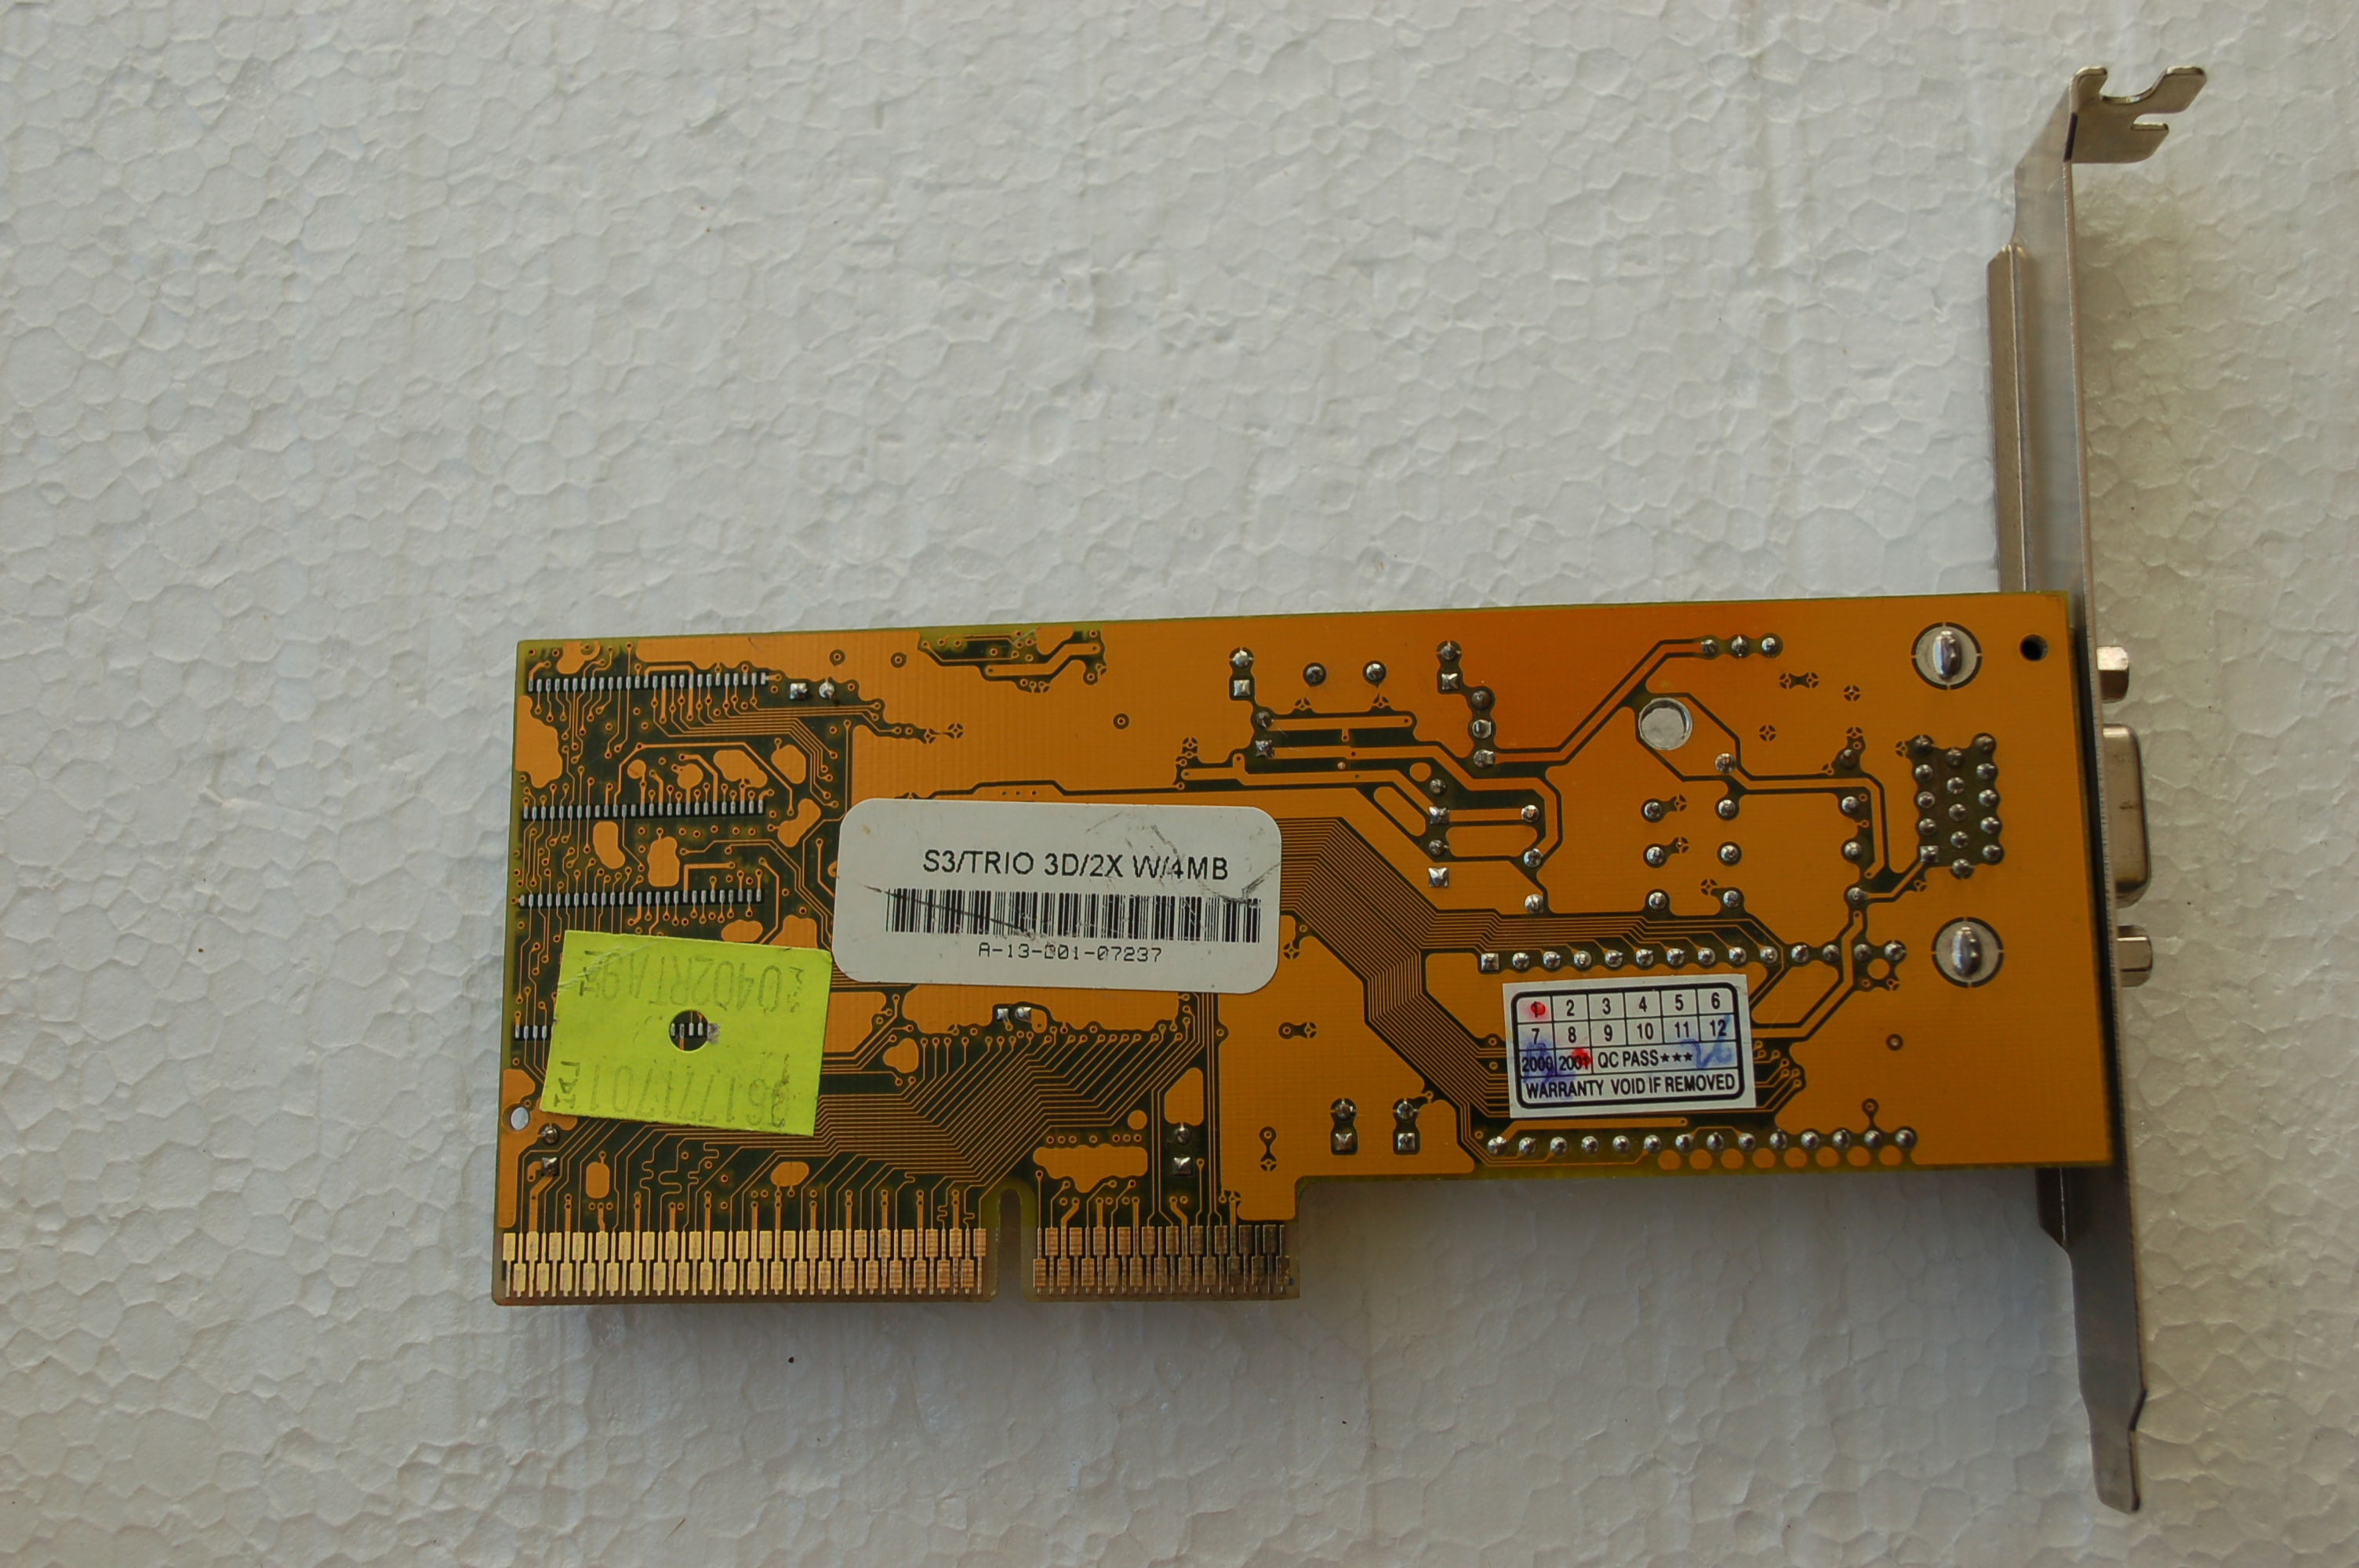 S3/TRIO 3D/2X W/4MB
A-13-D01-07237
1 2 3 4 5 6
7 8 9 10 11 12
2000 2001 QC PASS***
WARRANTY VOID IF REMOVED